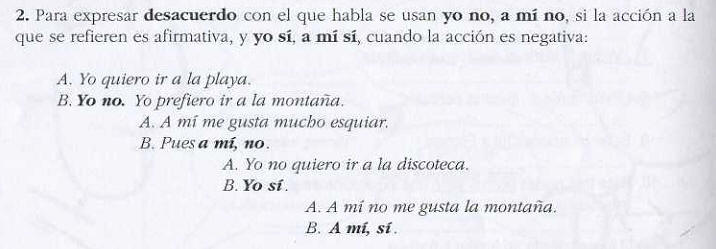 2. Para expresar desacuerdo con el que habla se usan yo no, a mí no, si la acción a la
que se refieren es afirmativa, y yo sí, a mí sí, cuando la acción es negativa:
A. Yo quiero ir a la playa.
B. Yo no. Yo prefiero ir a la montaña.
A. A mí me gusta mucho esquiar.
B. Pues a mí, no.
A. Yo no quiero ir a la discoteca.
B. Yo sí.
A. A mí no me gusta la montaña.
B. A mí, sí.